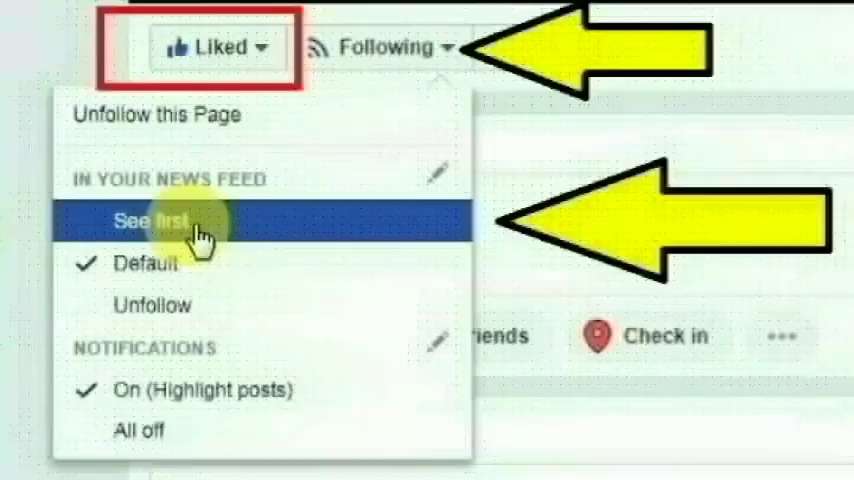 Liked Following
Unfollow this Page
IN YOUR NEWS FEED
See first
Default
Unfollow
Check in
NOTIFICATIONS
On (Highlight posts)
All off